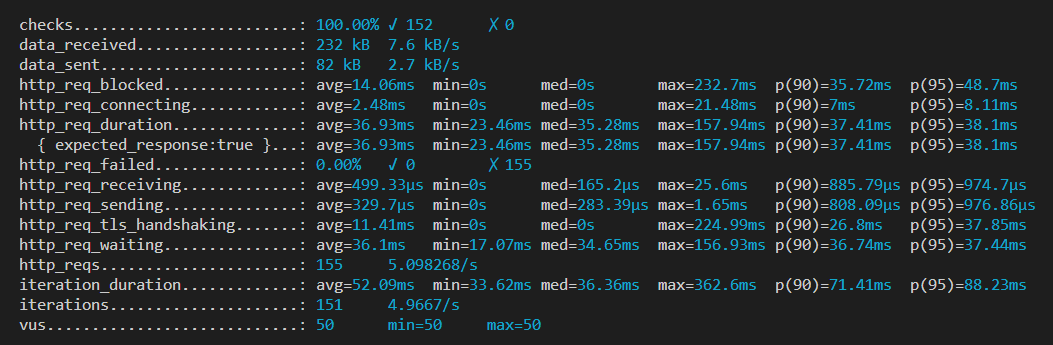 checks.........................: 100.00% ✓ 152 ✗ 0
data_received..................: 232 kB 7.6 kB/s
data_sent......................: 82 kB 2.7 kB/s
http_req_blocked...............: avg=14.06ms min=0s med=0s max=232.7ms p(90)=35.72ms p(95)=48.7ms
http_req_connecting............: avg=2.48ms min=0s med=0s max=21.48ms p(90)=7ms p(95)=8.11ms
http_req_duration..............: avg=36.93ms min=23.46ms med=35.28ms max=157.94ms p(90)=37.41ms p(95)=38.1ms
{ expected_response:true }...: avg=36.93ms min=23.46ms med=35.28ms max=157.94ms p(90)=37.41ms p(95)=38.1ms
http_req_failed................: 0.00% ✓ 0 ✗ 155
http_req_receiving.............: avg=499.33µs min=0s med=165.2µs max=25.6ms p(90)=885.79µs p(95)=974.7µs
http_req_sending...............: avg=329.7µs min=0s med=283.39µs max=1.65ms p(90)=808.09µs p(95)=976.86µs
http_req_tls_handshaking.......: avg=11.41ms min=0s med=0s max=224.99ms p(90)=26.8ms p(95)=37.85ms
http_req_waiting...............: avg=36.1ms min=17.07ms med=34.65ms max=156.93ms p(90)=36.74ms p(95)=37.44ms
http_reqs......................: 155 5.098268/s
iteration_duration.............: avg=52.09ms min=33.62ms med=36.36ms max=362.6ms p(90)=71.41ms p(95)=88.23ms
iterations.....................: 151 4.9667/s
vus............................: 50 min=50 max=50